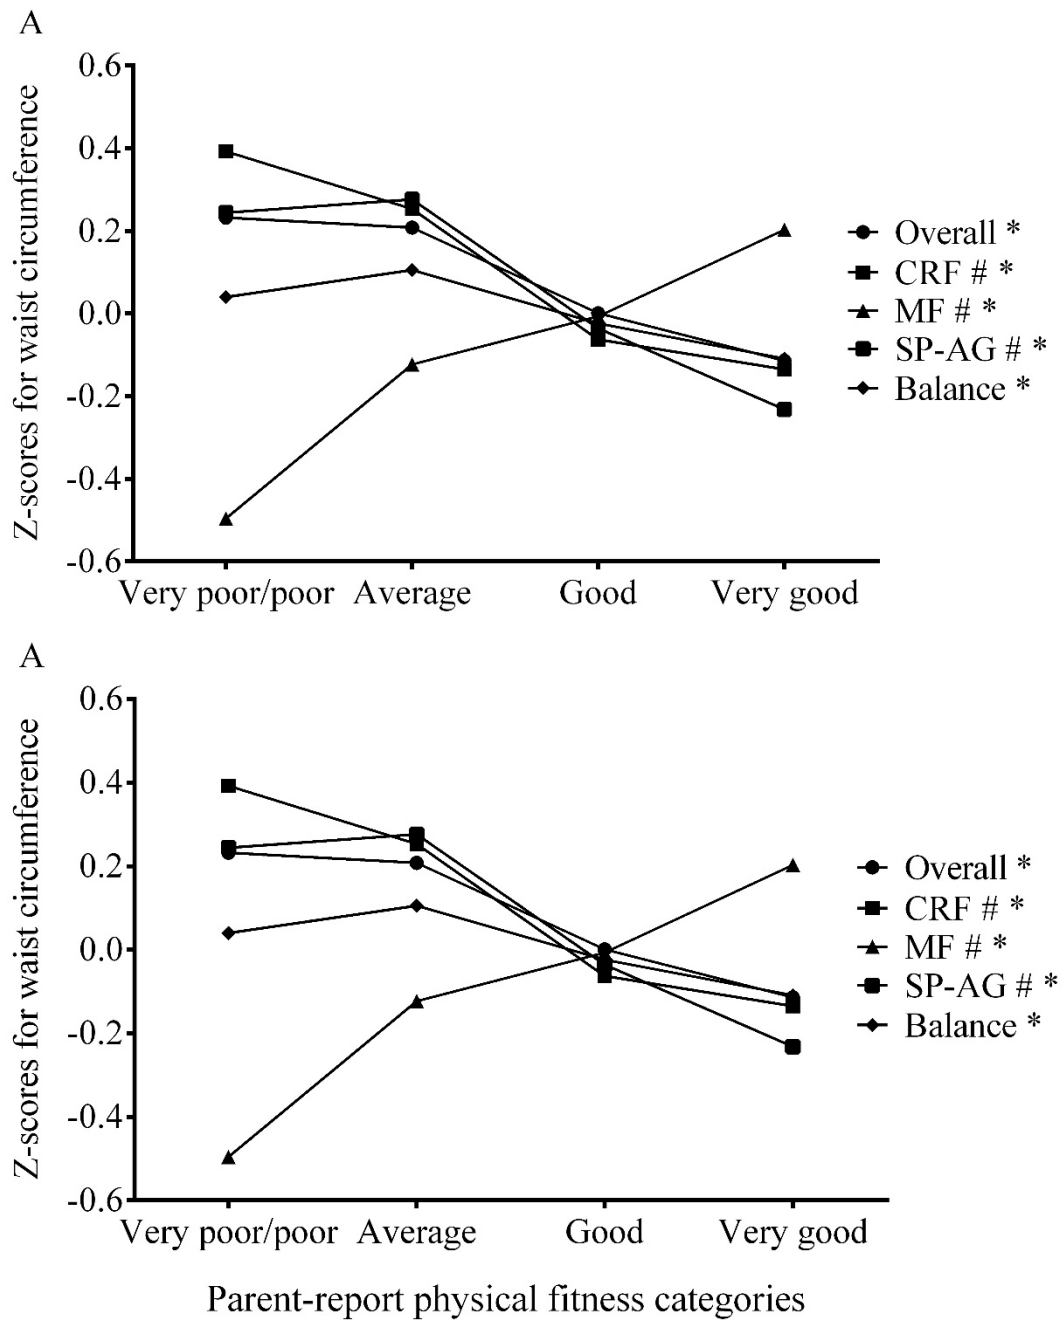 A
Z-scores for waist circumference
0.6
0.4
0.2
0.0
-0.2
-0.4
-0.6
Very poor/poor Average Good Very good
Overall *
CRF # *
MF # *
SP-AG # *
Balance *
A
Z-scores for waist circumference
0.6
0.4
0.2
0.0
-0.2
-0.4
-0.6
Very poor/poor Average Good Very good
Overall *
CRF # *
MF # *
SP-AG # *
Balance *
Parent-report physical fitness categories